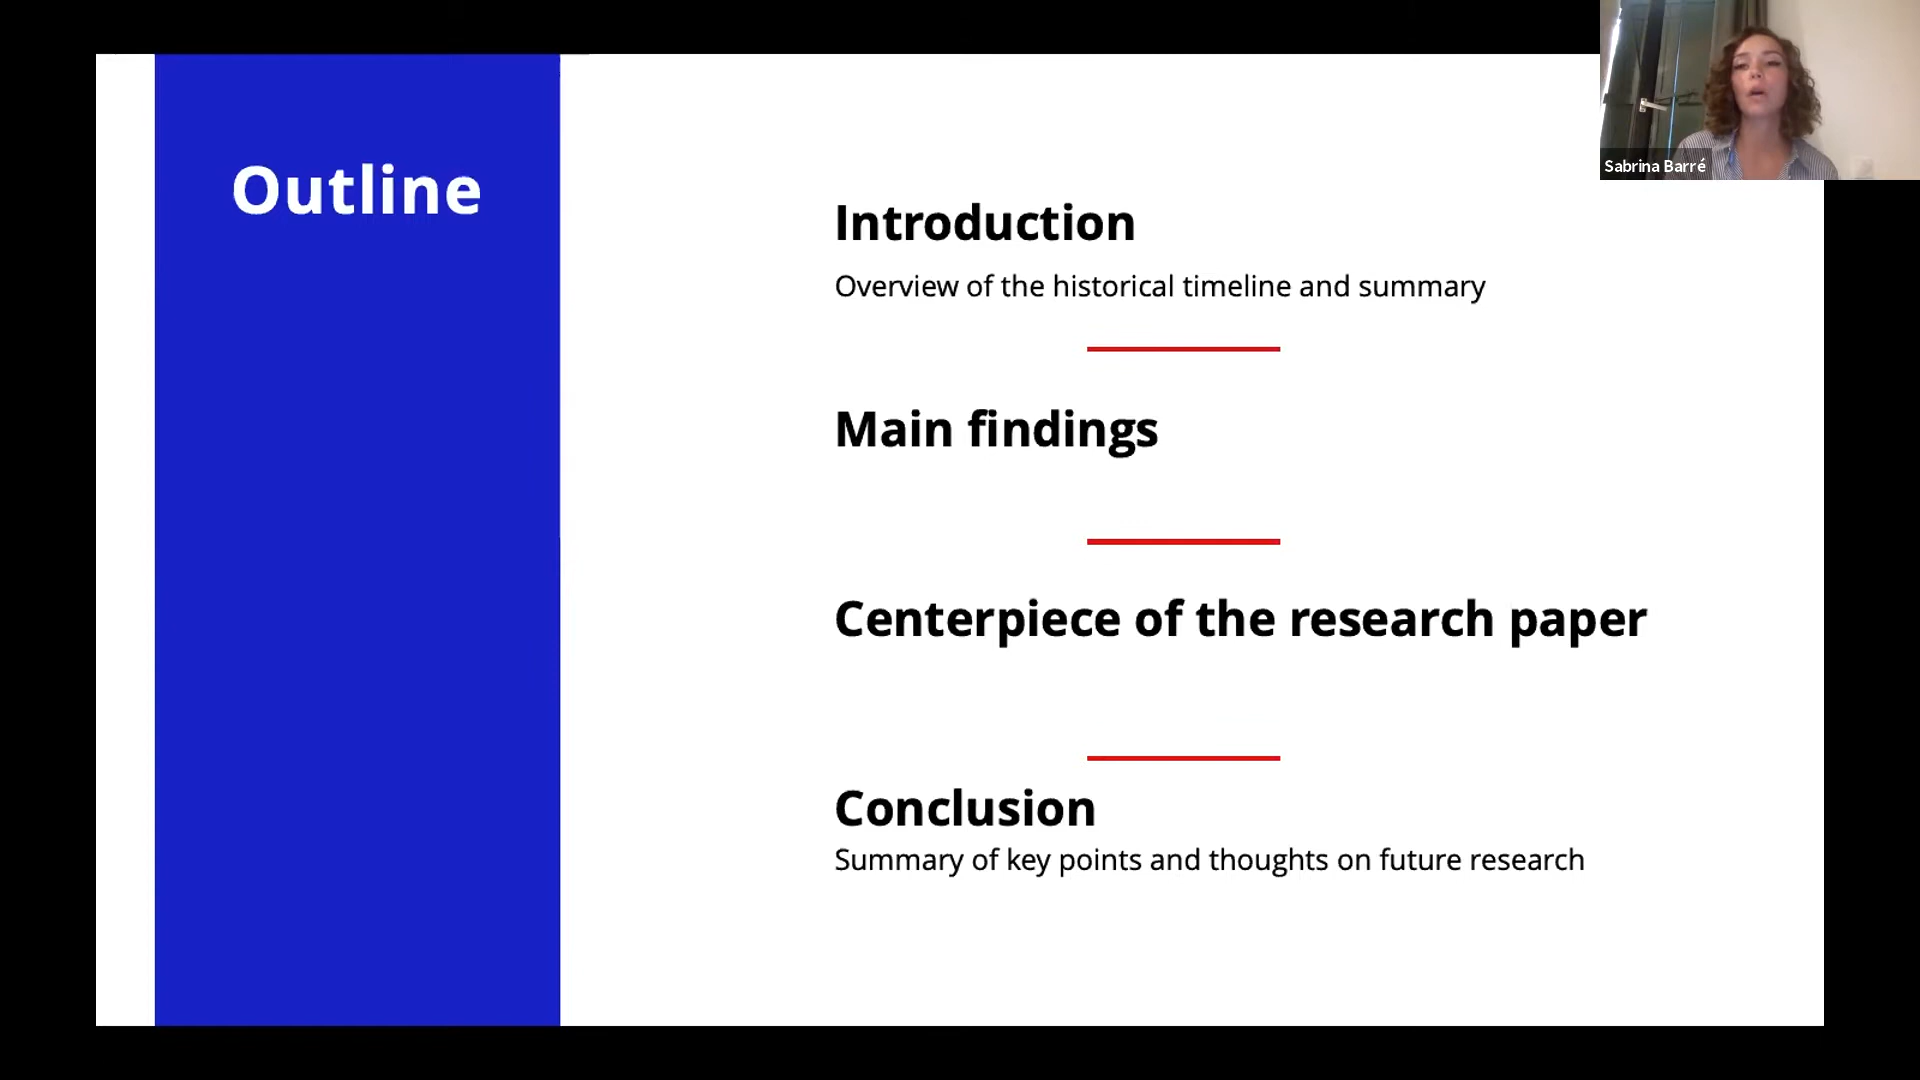 Outline
Introduction
Overview of the historical timeline and summary
Main findings
Centerpiece of the research paper
Conclusion
Summary of key points and thoughts on future research
Sabrina Barré